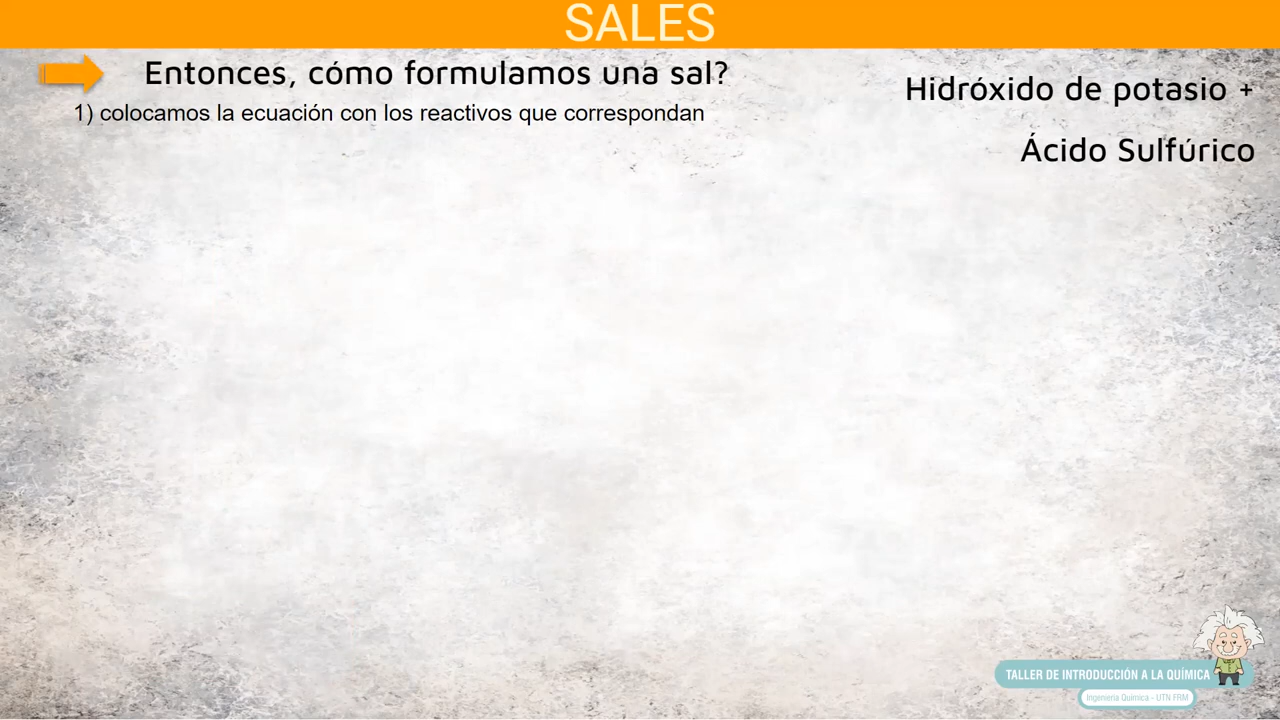 SALES
Entonces, cómo formulamos una sal?
1) colocamos la ecuación con los reactivos que correspondan
Hidróxido de potasio +
Ácido Sulfúrico
TALLER DE INTRODUCCIÓN A LA QUÍMICA
Ingeniería Química - UTN FRM